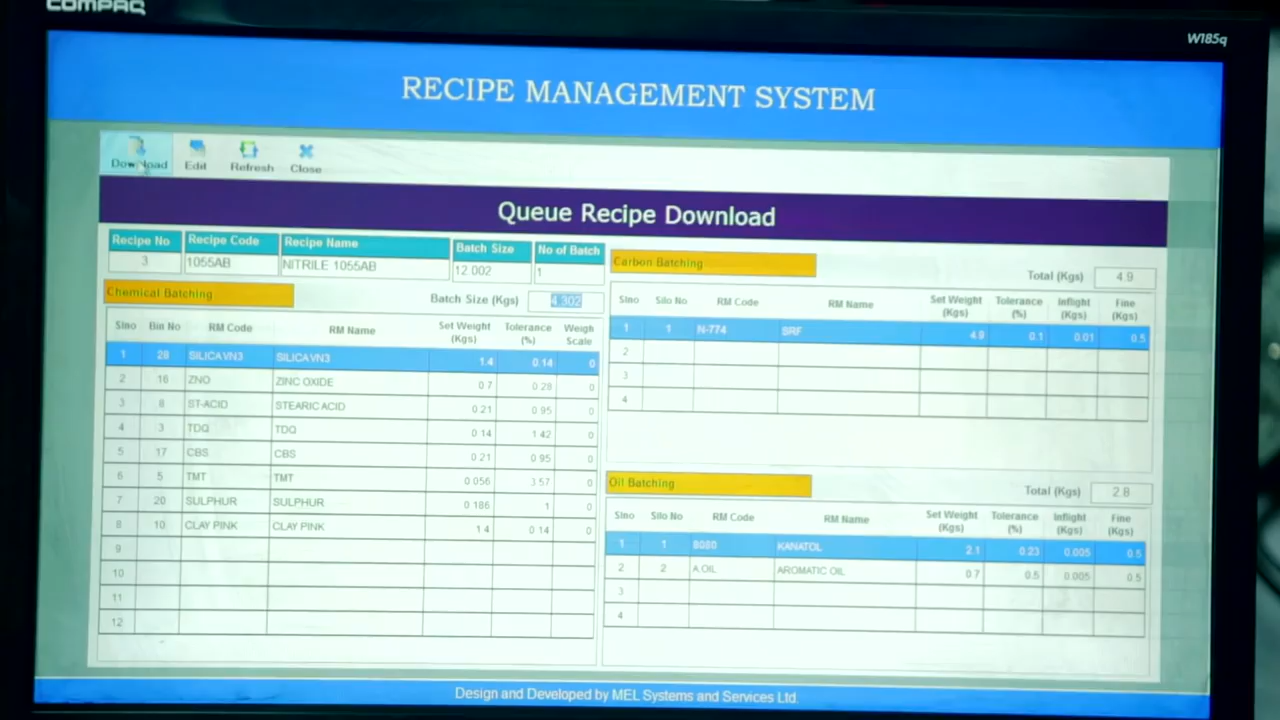 COMPAQ
W185q
RECIPE MANAGEMENT SYSTEM
Download Edit Refresh Close
Queue Recipe Download
Recipe No Recipe Code Recipe Name Batch Size No of Batch
3 1055AB NITRILE 1055AB 12.002 1
Chemical Batching Batch Size (Kgs) 4.302
Slno Bin No RM Code RM Name Set Weight (Kgs) Tolerance (%) Weigh Scale
1 28 SILICAVN3 SILICAVN3 1.4 0.14 0
2 16 ZNO ZINC OXIDE 0.7 0.28 0
3 8 ST-ACID STEARIC ACID 0.21 0.95 0
4 3 TDQ TDQ 0.14 1.42 0
5 17 CBS CBS 0.21 0.95 0
6 5 TMT TMT 0.056 3.57 0
7 20 SULPHUR SULPHUR 0.186 1 0
8 10 CLAY PINK CLAY PINK 1.4 0.14 0
9
10
11
12
Carbon Batching Total (Kgs) 4.9
Slno Silo No RM Code RM Name Set Weight (Kgs) Tolerance (%) Inflight (Kgs) Fine (Kgs)
1 1 N-774 SRF 4.9 0.1 0.01 0.5
2
3
4
Oil Batching Total (Kgs) 2.8
Slno Silo No RM Code RM Name Set Weight (Kgs) Tolerance (%) Inflight (Kgs) Fine (Kgs)
1 1 8080 KANATOL 2.1 0.23 0.005 0.5
2 2 A OIL AROMATIC OIL 0.7 0.5 0.005 0.5
3
4
Design and Developed by MEL Systems and Services Ltd.